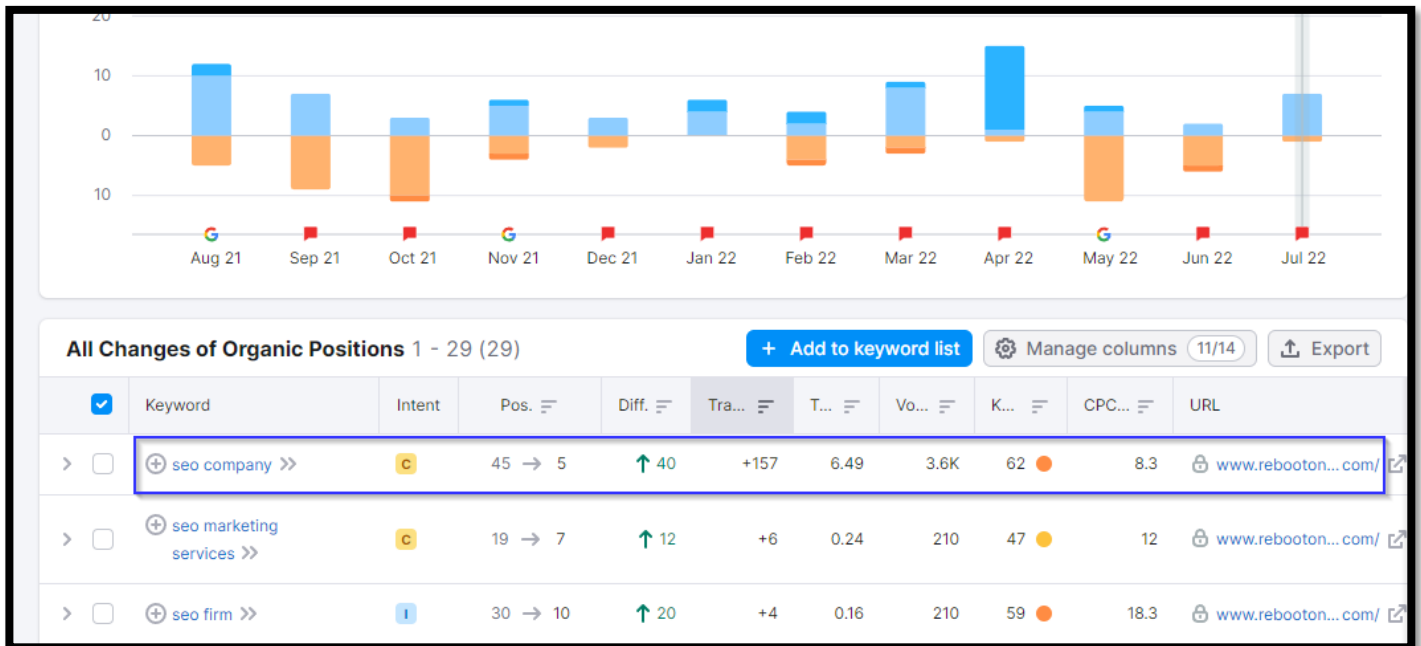 20
10
0
10
Aug 21 Sep 21 Oct 21 Nov 21 Dec 21 Jan 22 Feb 22 Mar 22 Apr 22 May 22 Jun 22 Jul 22
All Changes of Organic Positions 1 - 29 (29) + Add to keyword list Manage columns 11/14 Export
Keyword Intent Pos. Diff. Tra... T... Vo... K... CPC... URL
seo company C 45 → 5 ↑ 40 +157 6.49 3.6K 62 8.3 www.rebooton...com/
seo marketing
services C 19 → 7 ↑ 12 +6 0.24 210 47 12 www.rebooton...com/
seo firm I 30 → 10 ↑ 20 +4 0.16 210 59 18.3 www.rebooton...com/